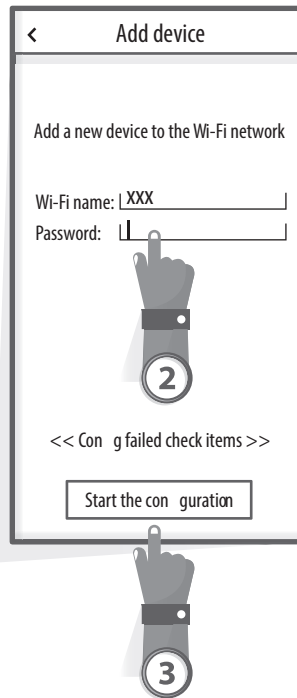 < Add device
Add a new device to the Wi-Fi network
Wi-Fi name: XXX
Password:
2
<< Con g failed check items >>
Start the con guration
3